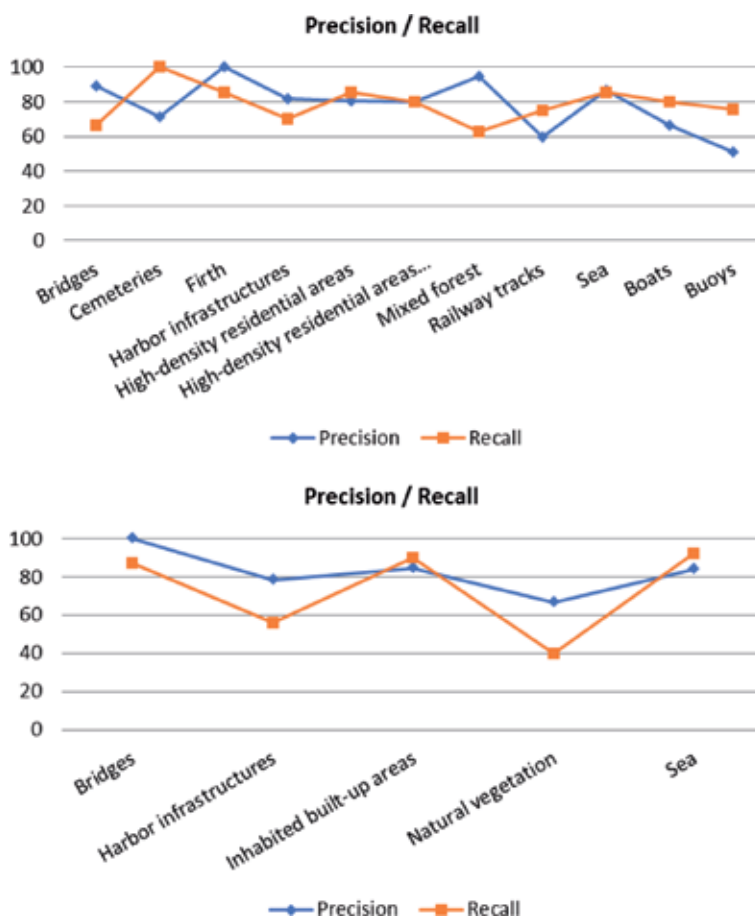 Precision / Recall
100
80
60
40
20
0
Bridges
Cemeteries
Firth
Harbor infrastructures
High-density residential areas
High-density residential areas...
Mixed forest
Railway tracks
Sea
Boats
Buoys
Precision Recall
Precision / Recall
100
80
60
40
20
0
Bridges
Harbor infrastructures
Inhabited built-up areas
Natural vegetation
Sea
Precision Recall